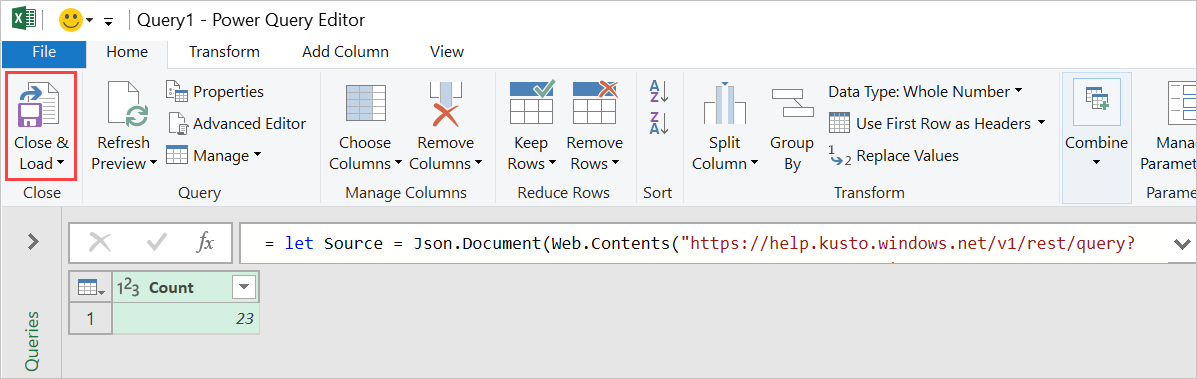 Query1 - Power Query Editor
File Home Transform Add Column View
Close & Load
Refresh Preview
Properties
Advanced Editor
Manage
Choose Columns
Remove Columns
Keep Rows
Remove Rows
A Z
Z A
Split Column
Group By
Data Type: Whole Number
Use First Row as Headers
1 2 Replace Values
Combine
Mana
Paramet
Close Query Manage Columns Reduce Rows Sort Transform Parame
fx = let Source = Json.Document(Web.Contents("https://help.kusto.windows.net/v1/rest/query?
123 Count
1 23
Queries